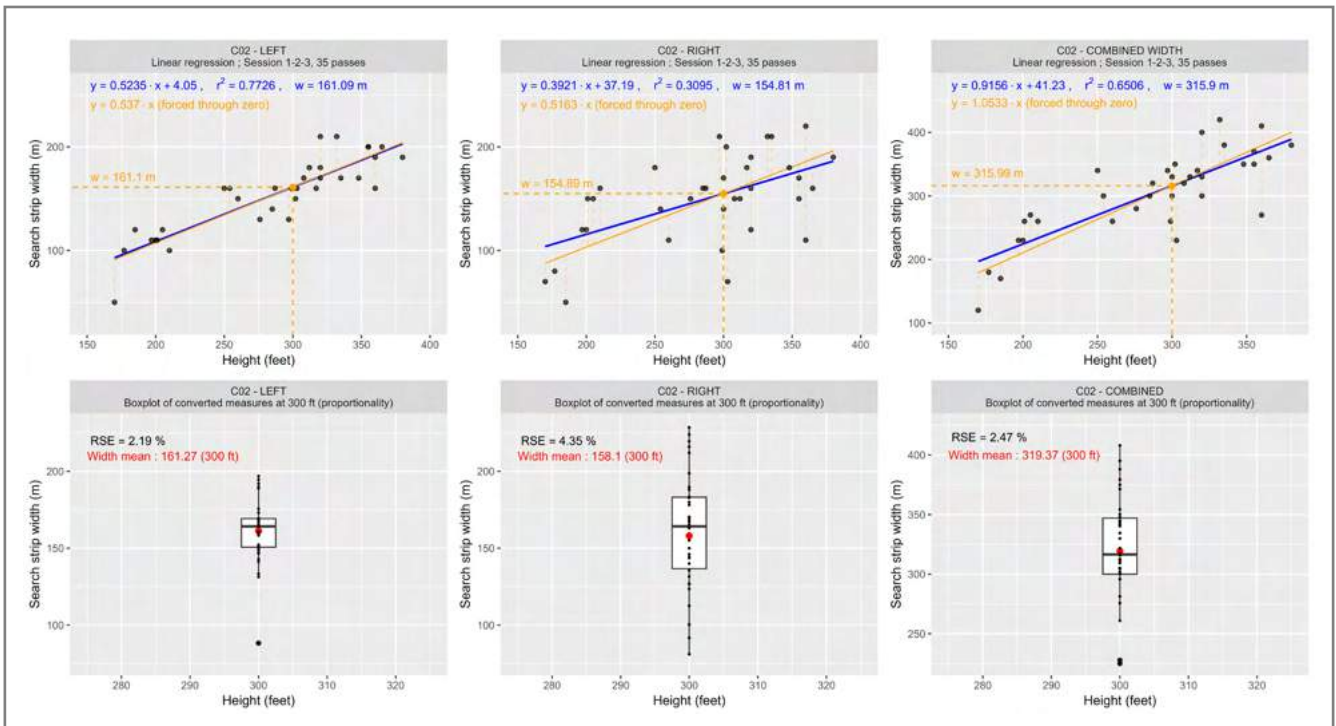 C02 - LEFT
Linear regression ; Session 1-2-3, 35 passes
y = 0.5235 · x + 4.05 , r² = 0.7726 , w = 161.09 m
y = 0.537 · x (forced through zero)
w = 161.1 m
Search strip width (m)
200
100
150
200
250
300
350
400
Height (feet)
C02 - RIGHT
Linear regression ; Session 1-2-3, 35 passes
y = 0.3921 · x + 37.19 , r² = 0.3095 , w = 154.81 m
y = 0.5163 · x (forced through zero)
w = 154.89 m
Search strip width (m)
200
100
150
200
250
300
350
400
Height (feet)
C02 - COMBINED WIDTH
Linear regression ; Session 1-2-3, 35 passes
y = 0.9156 · x + 41.23 , r² = 0.6506 , w = 315.9 m
y = 1.0533 · x (forced through zero)
w = 315.99 m
Search strip width (m)
400
300
200
100
150
200
250
300
350
Height (feet)
C02 - LEFT
Boxplot of converted measures at 300 ft (proportionality)
RSE = 2.19 %
Width mean : 161.27 (300 ft)
Search strip width (m)
200
150
100
280
290
300
310
320
Height (feet)
C02 - RIGHT
Boxplot of converted measures at 300 ft (proportionality)
RSE = 4.35 %
Width mean : 158.1 (300 ft)
Search strip width (m)
200
150
100
280
290
300
310
320
Height (feet)
C02 - COMBINED
Boxplot of converted measures at 300 ft (proportionality)
RSE = 2.47 %
Width mean : 319.37 (300 ft)
Search strip width (m)
400
350
300
250
280
290
300
310
320
Height (feet)